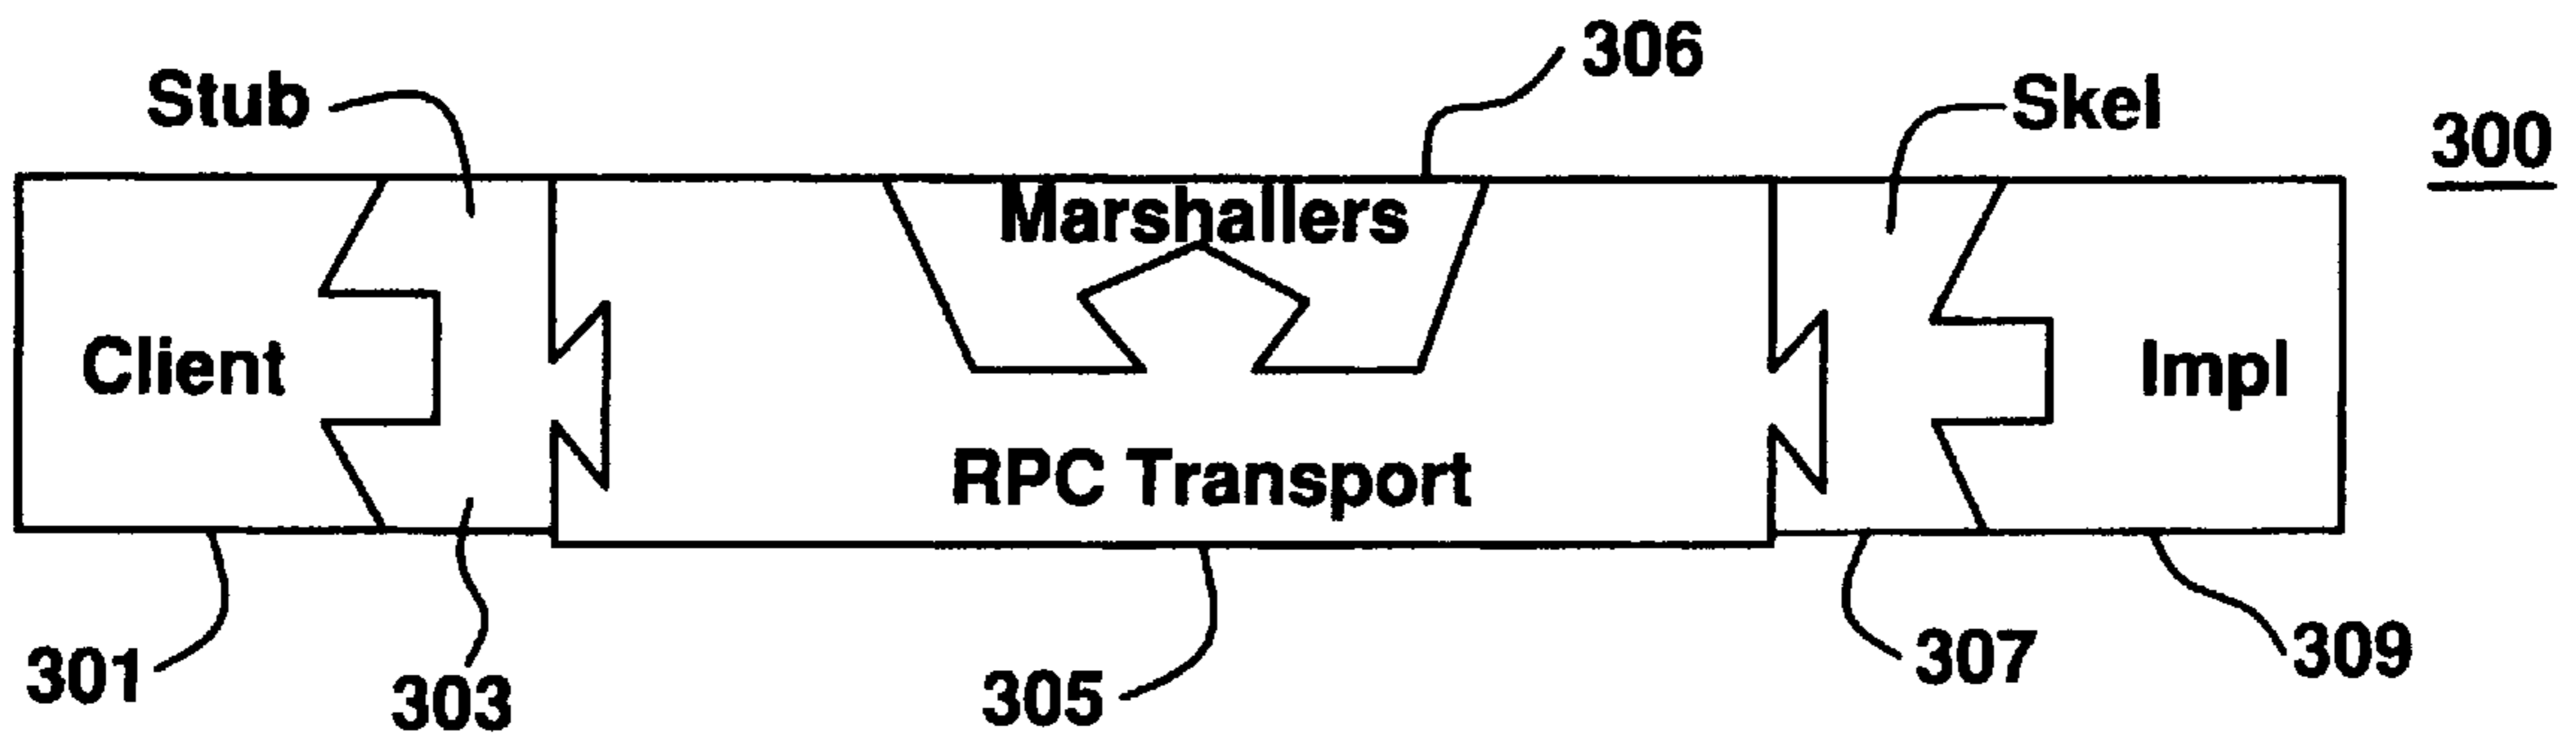 306
Stub
Skel
300
Marshallers
Client
Impl
RPC Transport
301
303
305
307
309